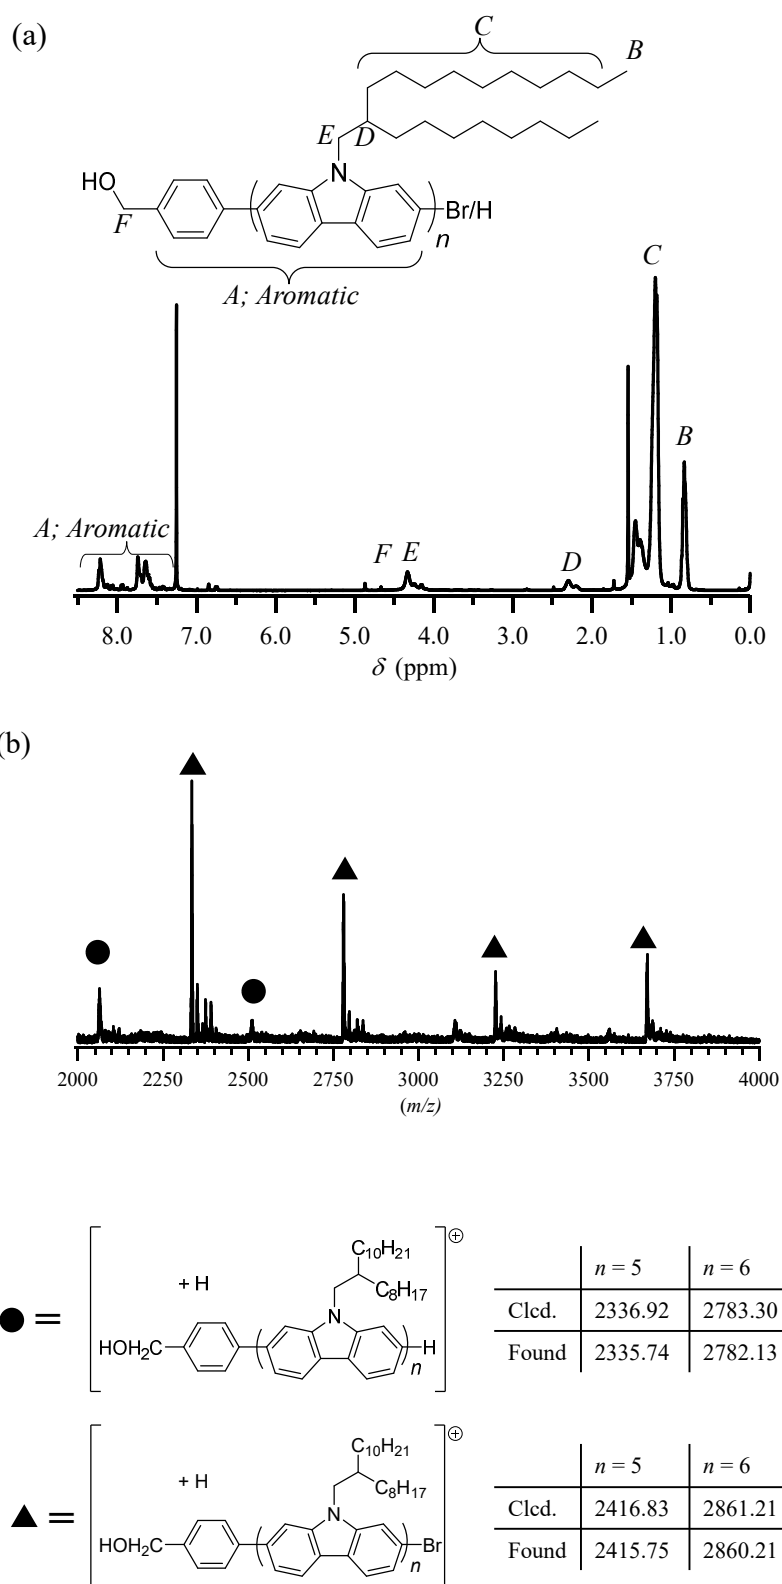 (a)
C
B
E
D
N
HO
F
Br/H
n
A; Aromatic
C
B
A; Aromatic
F E
D
8.0 7.0 6.0 5.0 4.0 3.0 2.0 1.0 0.0
δ (ppm)
(b)
2000 2250 2500 2750 3000 3250 3500 3750 4000
(m/z)
C10H21
+ H
C8H17
N
HOH2C
H
n
n = 5 n = 6
Clcd. 2336.92 2783.30
Found 2335.74 2782.13
C10H21
+ H
C8H17
N
HOH2C
Br
n
n = 5 n = 6
Clcd. 2416.83 2861.21
Found 2415.75 2860.21